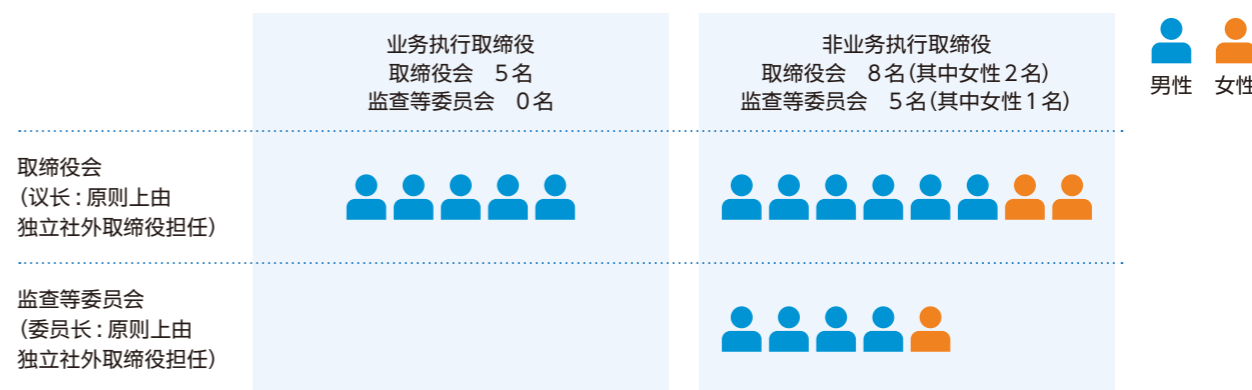 业务执行取缔役
取缔役会　5名
监查等委员会　0名
非业务执行取缔役
取缔役会　8名(其中女性2名)
监查等委员会　5名(其中女性1名)
男性
女性
取缔役会
(议长:原则上由
独立社外取缔役担任)
监查等委员会
(委员长:原则上由
独立社外取缔役担任)